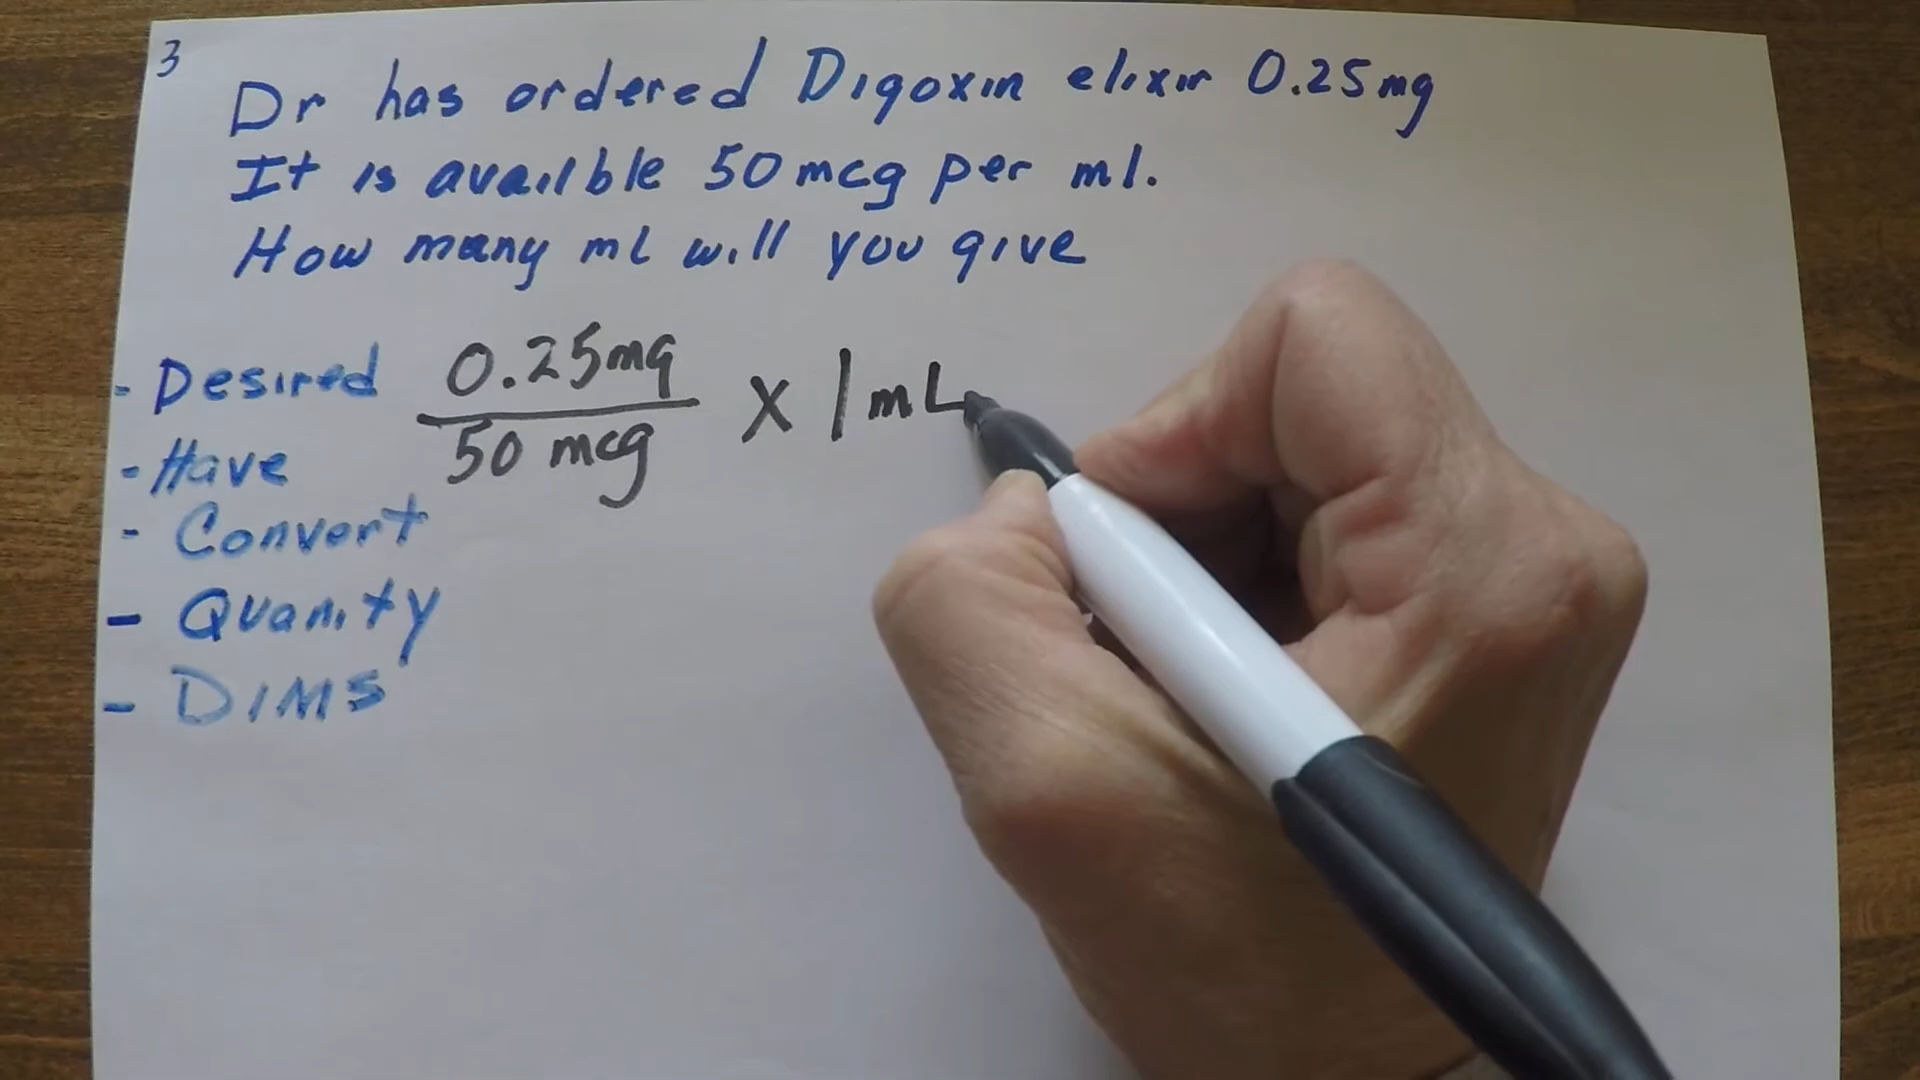 3
Dr has ordered Digoxin elixir 0.25mg
It is availble 50mcg per ml.
How many mL will you give
- Desired 0.25mg x 1mL
- Have 50 mcg
- Convert
- Quanity
- DIMS